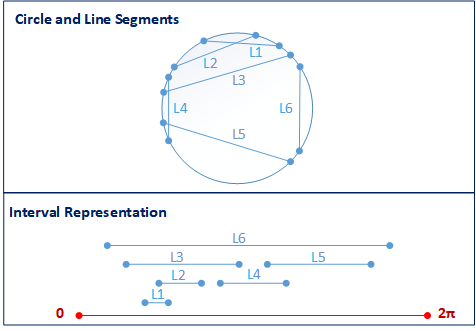 Circle and Line Segments
L1
L2
L3
L4
L6
L5
Interval Representation
L6
L3
L5
L2
L4
L1
0
2π